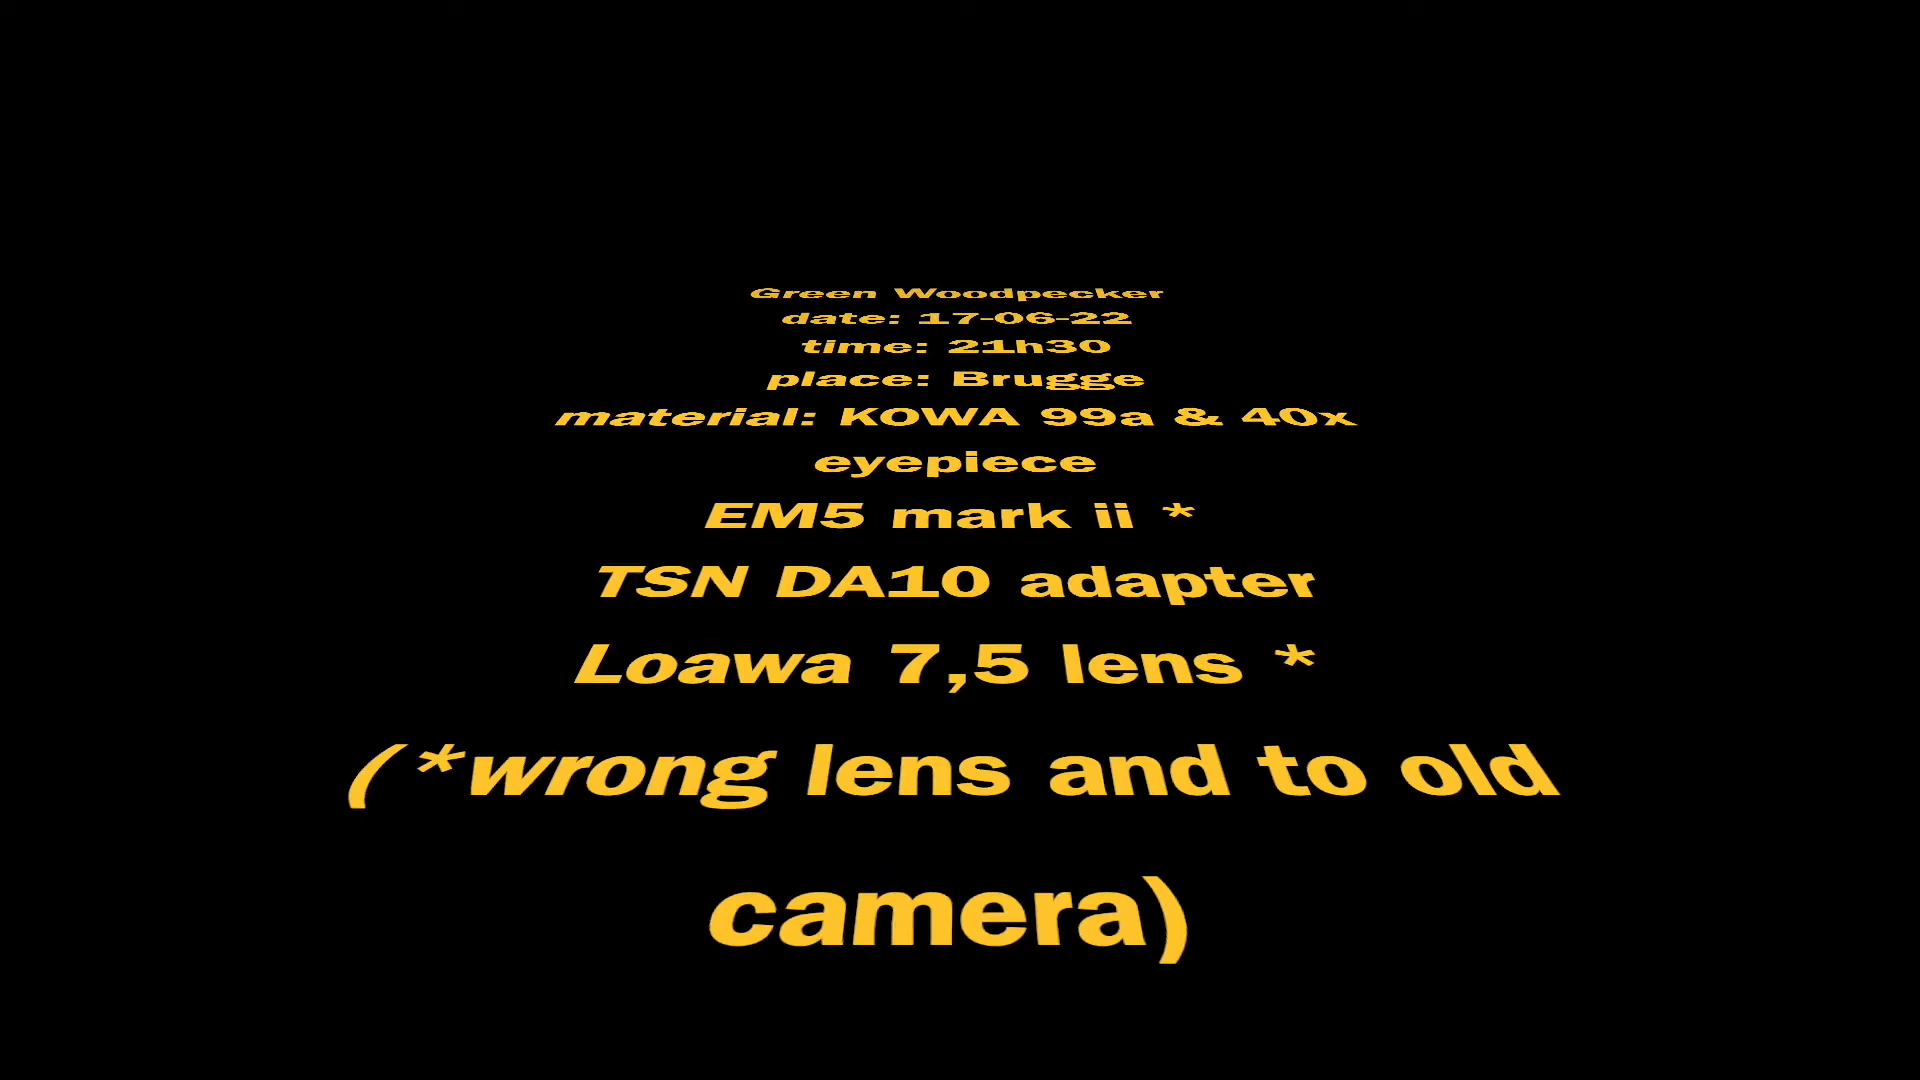 Green Woodpecker
date: 17-06-22
time: 21h30
place: Brugge
material: KOWA 99a & 40x
eyepiece
EM5 mark ii *
TSN DA10 adapter
Loawa 7,5 lens *
(*wrong lens and to old
camera)